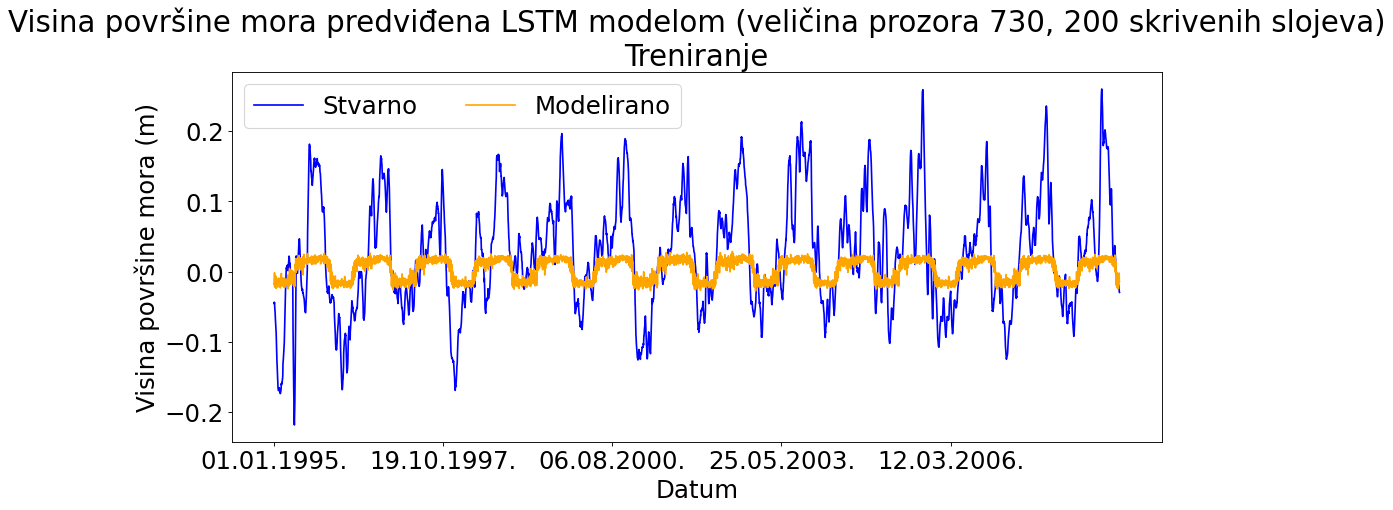 Visina površine mora predviđena LSTM modelom (veličina prozora 730, 200 skrivenih slojeva)
Treniranje
Stvarno
Modelirano
Visina površine mora (m)
0.2
0.1
0.0
−0.1
−0.2
01.01.1995.
19.10.1997.
06.08.2000.
25.05.2003.
12.03.2006.
Datum